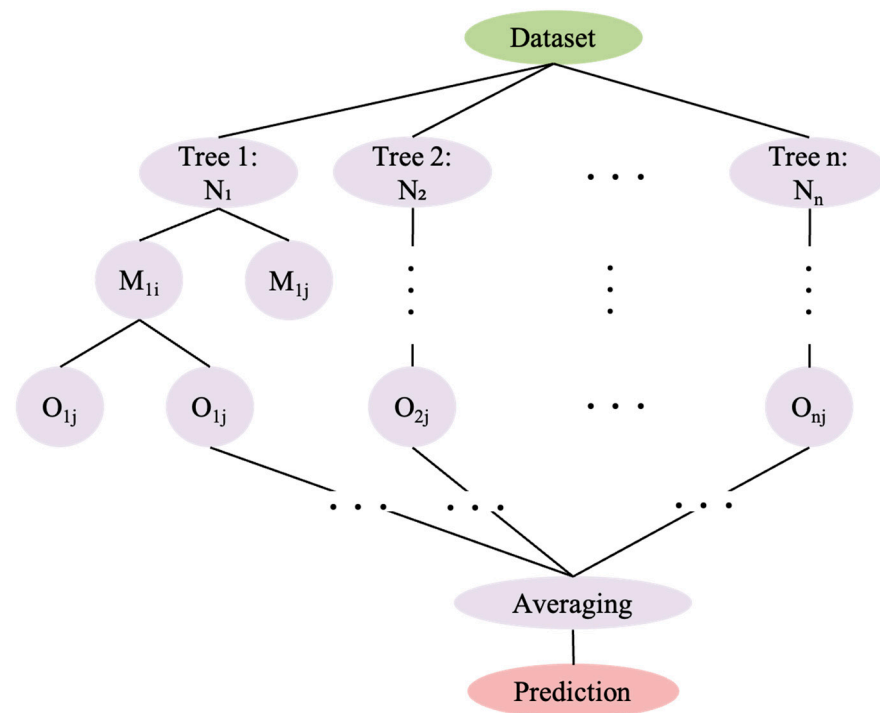 Dataset
Tree 1:
N₁
Tree 2:
N₂
. . .
Tree n:
Nₙ
M₁ᵢ
M₁ⱼ
O₁ⱼ
O₁ⱼ
O₂ⱼ
. . .
Oₙⱼ
. . .
. . .
. . .
Averaging
Prediction